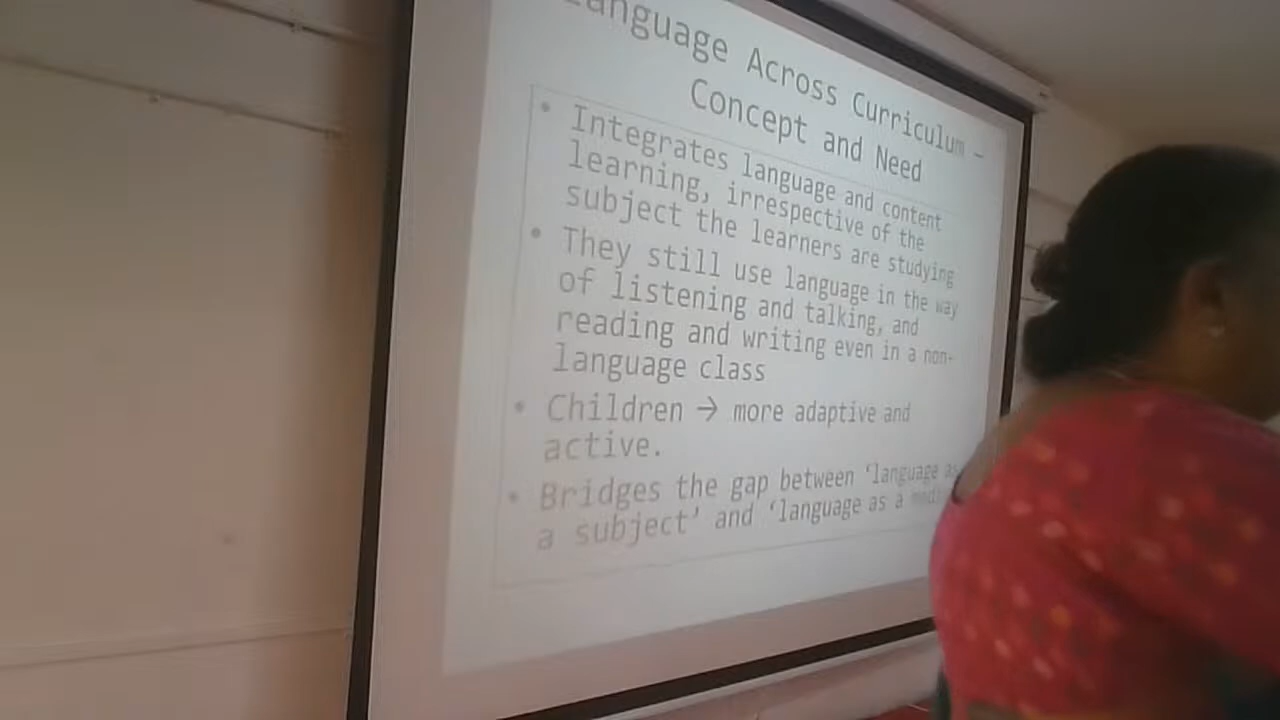 Language Across Curriculum –
Concept and Need
• Integrates language and content
learning, irrespective of the
subject the learners are studying
• They still use language in the way
of listening and talking, and
reading and writing even in a non-
language class
• Children → more adaptive and
active.
• Bridges the gap between ‘language as
a subject’ and ‘language as a